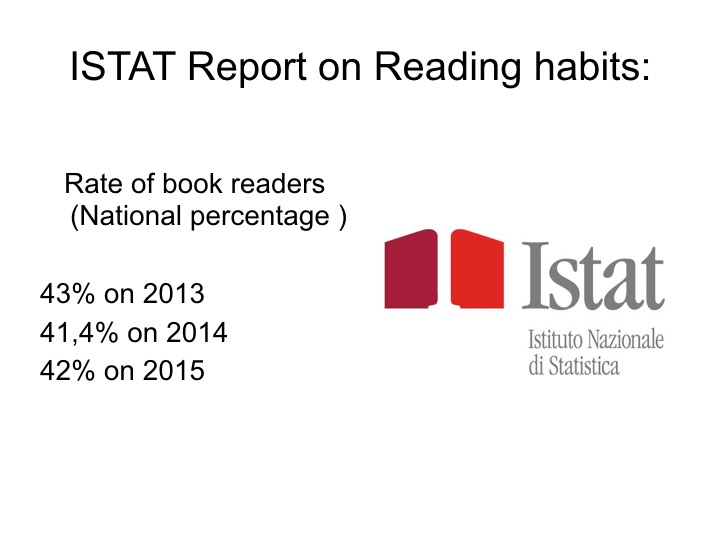 ISTAT Report on Reading habits:
Rate of book readers
(National percentage )
43% on 2013
41,4% on 2014
42% on 2015
Istat
Istituto Nazionale
di Statistica